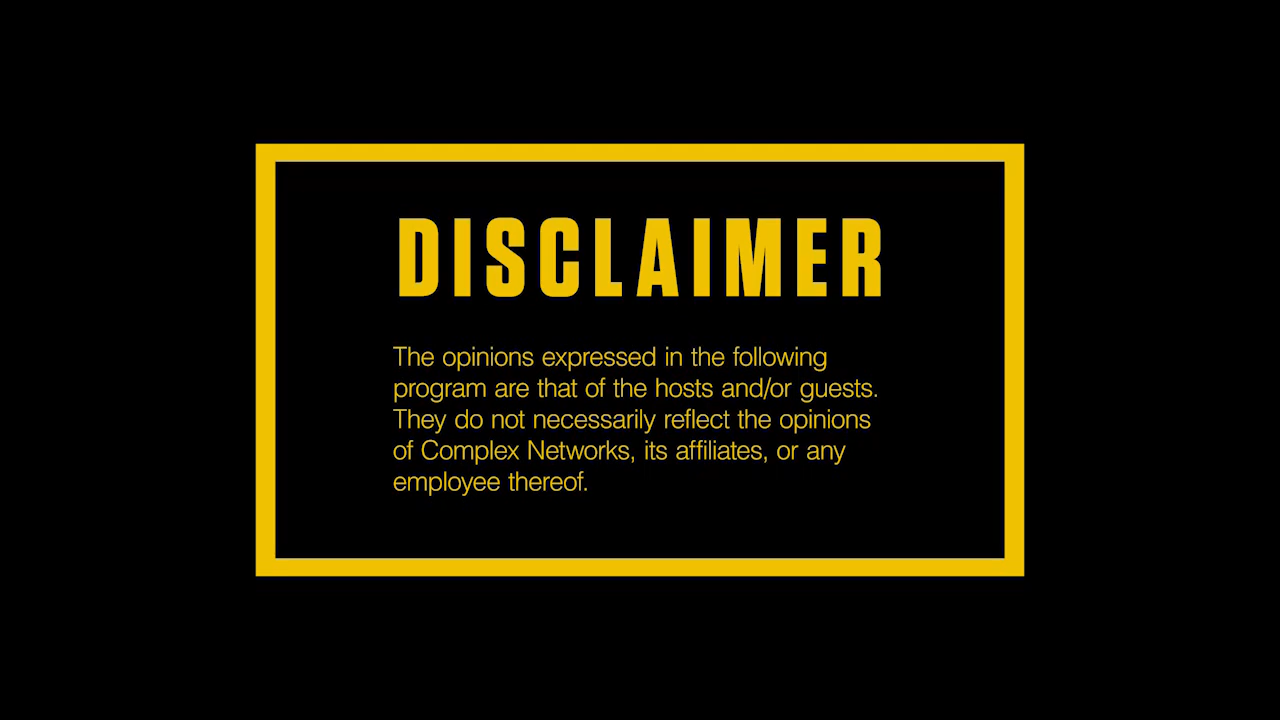 DISCLAIMER
The opinions expressed in the following
program are that of the hosts and/or guests.
They do not necessarily reflect the opinions
of Complex Networks, its affiliates, or any
employee thereof.